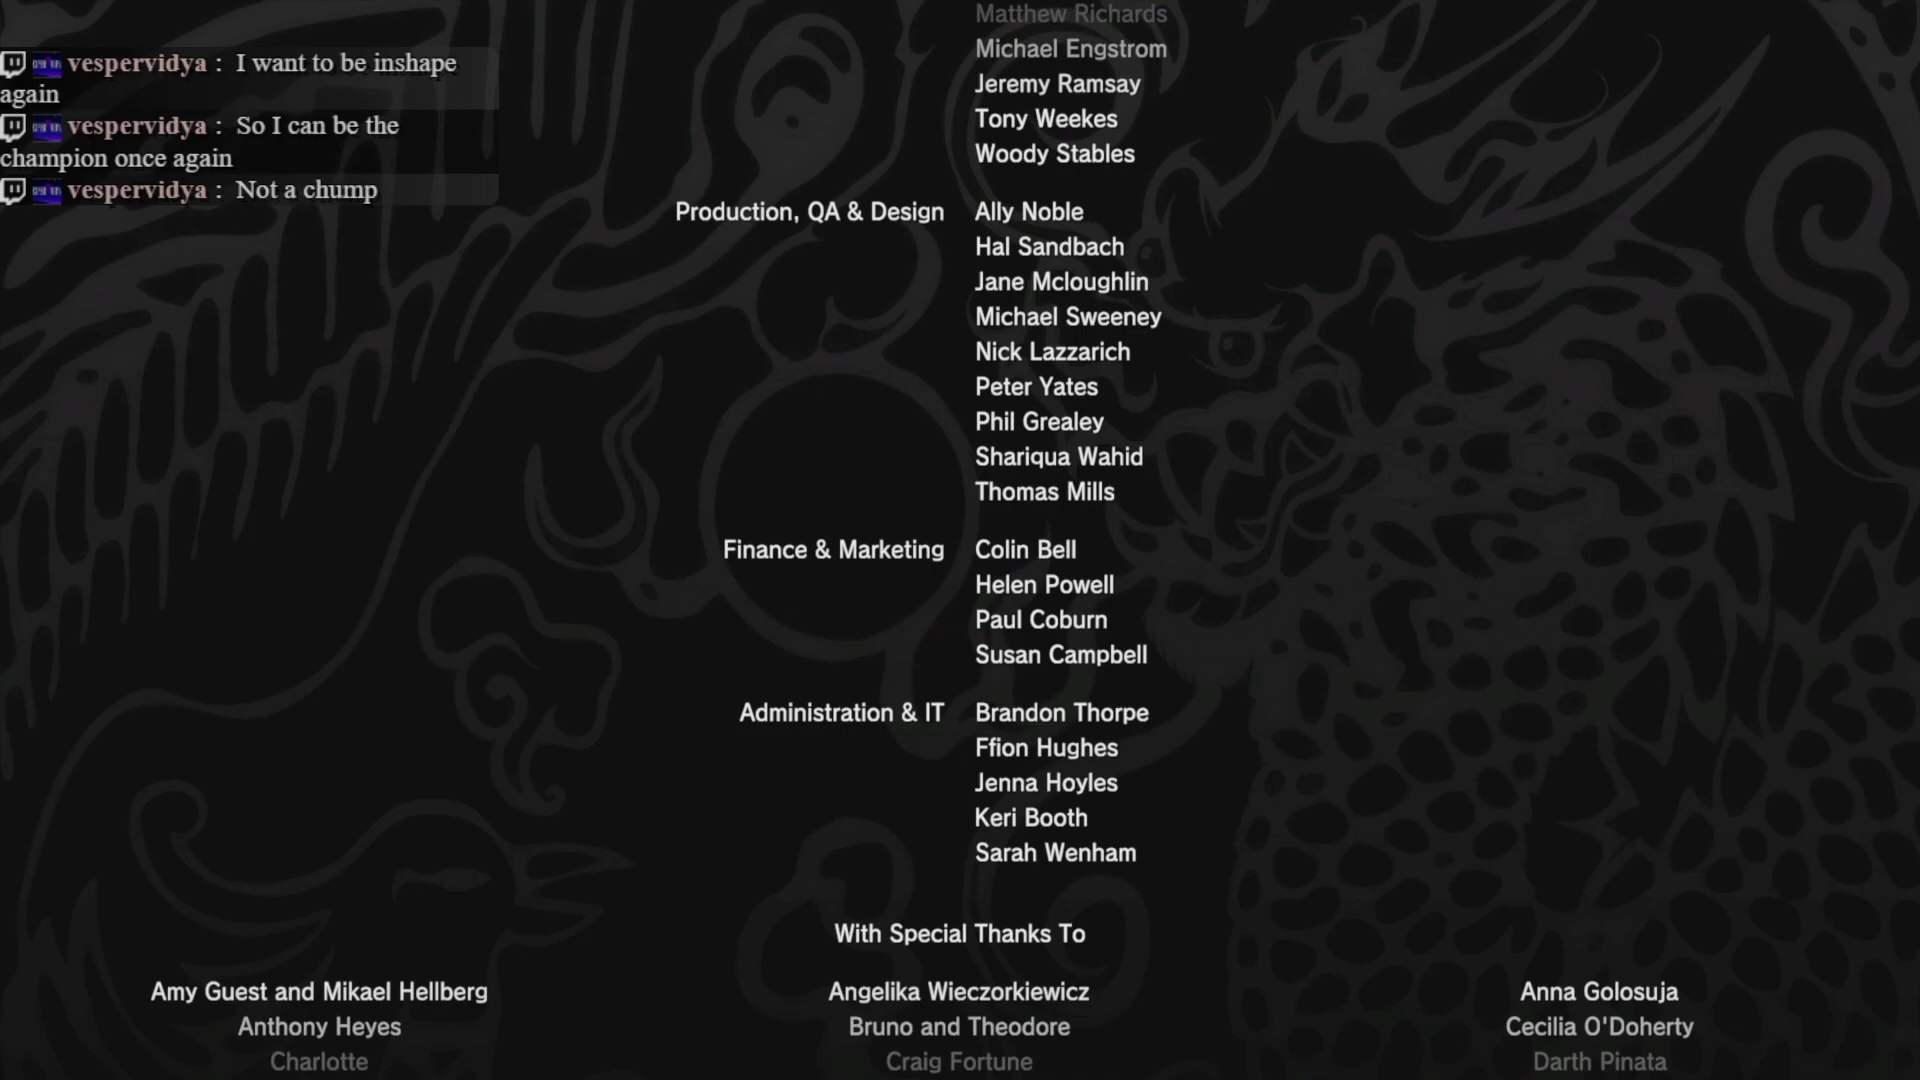 Matthew Richards
Michael Engstrom
Jeremy Ramsay
Tony Weekes
Woody Stables
vespervidya : I want to be inshape
again
vespervidya : So I can be the
champion once again
vespervidya : Not a chump
Production, QA & Design Ally Noble
Hal Sandbach
Jane Mcloughlin
Michael Sweeney
Nick Lazzarich
Peter Yates
Phil Grealey
Shariqua Wahid
Thomas Mills
Finance & Marketing Colin Bell
Helen Powell
Paul Coburn
Susan Campbell
Administration & IT Brandon Thorpe
Ffion Hughes
Jenna Hoyles
Keri Booth
Sarah Wenham
With Special Thanks To
Amy Guest and Mikael Hellberg Angelika Wieczorkiewicz Anna Golosuja
Anthony Heyes Bruno and Theodore Cecilia O'Doherty
Charlotte Craig Fortune Darth Pinata